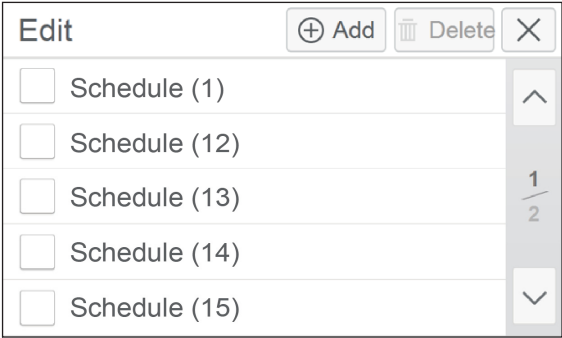 Edit Add Delete
Schedule (1)
Schedule (12)
Schedule (13)
Schedule (14)
Schedule (15)
1
2